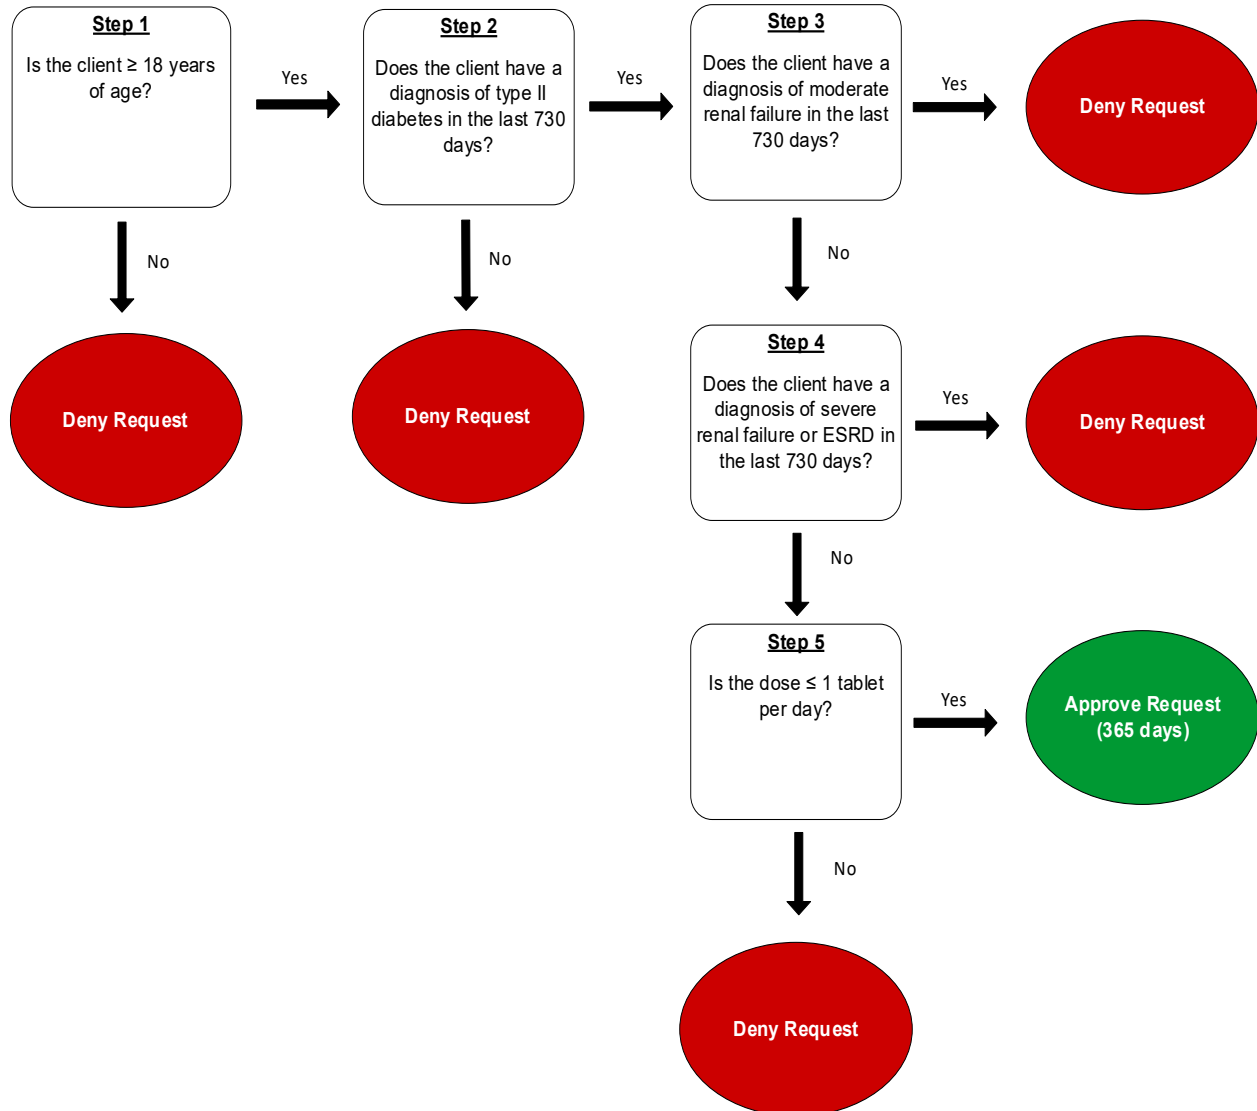 Step 1
Is the client ≥ 18 years
of age?
Yes
No
Deny Request
Step 2
Does the client have a
diagnosis of type II
diabetes in the last 730
days?
Yes
No
Deny Request
Step 3
Does the client have a
diagnosis of moderate
renal failure in the last
730 days?
Yes
Deny Request
No
Step 4
Does the client have a
diagnosis of severe
renal failure or ESRD in
the last 730 days?
Yes
Deny Request
No
Step 5
Is the dose ≤ 1 tablet
per day?
Yes
Approve Request
(365 days)
No
Deny Request